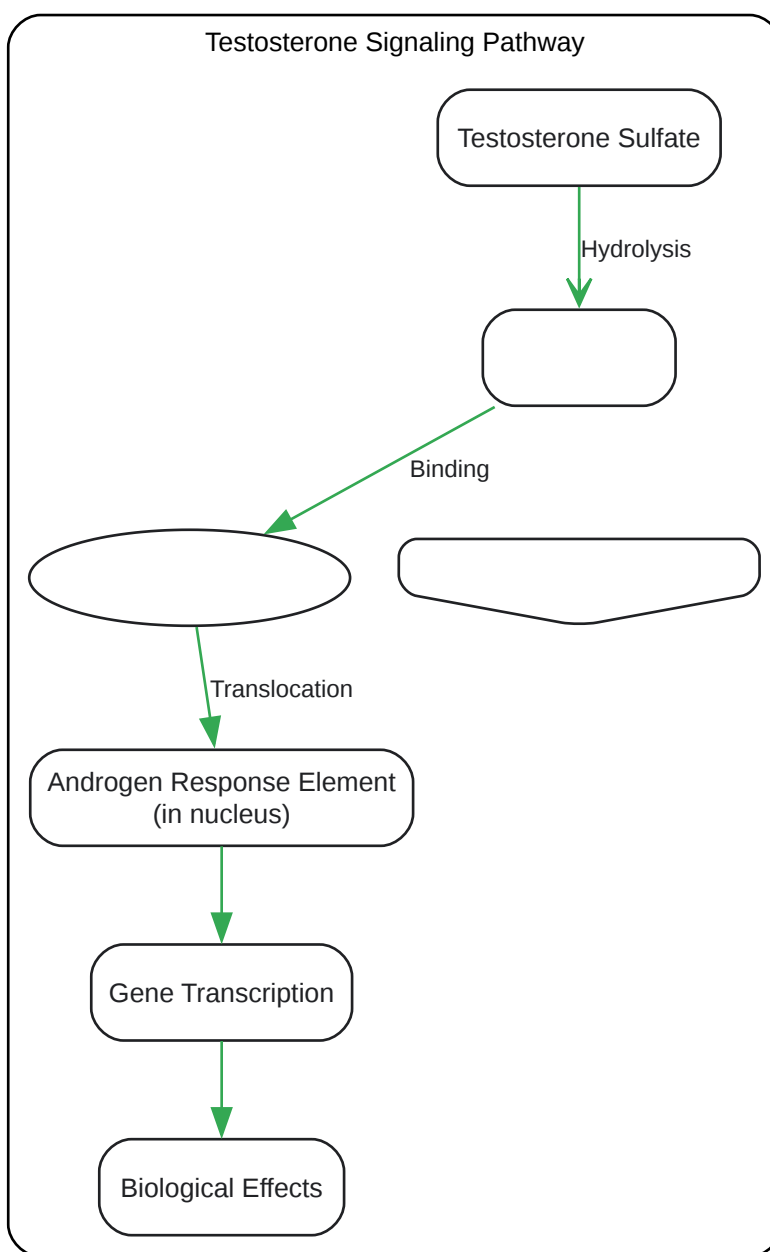 Testosterone Signaling Pathway
Testosterone Sulfate
Hydrolysis
Binding
Translocation
Androgen Response Element
(in nucleus)
Gene Transcription
Biological Effects